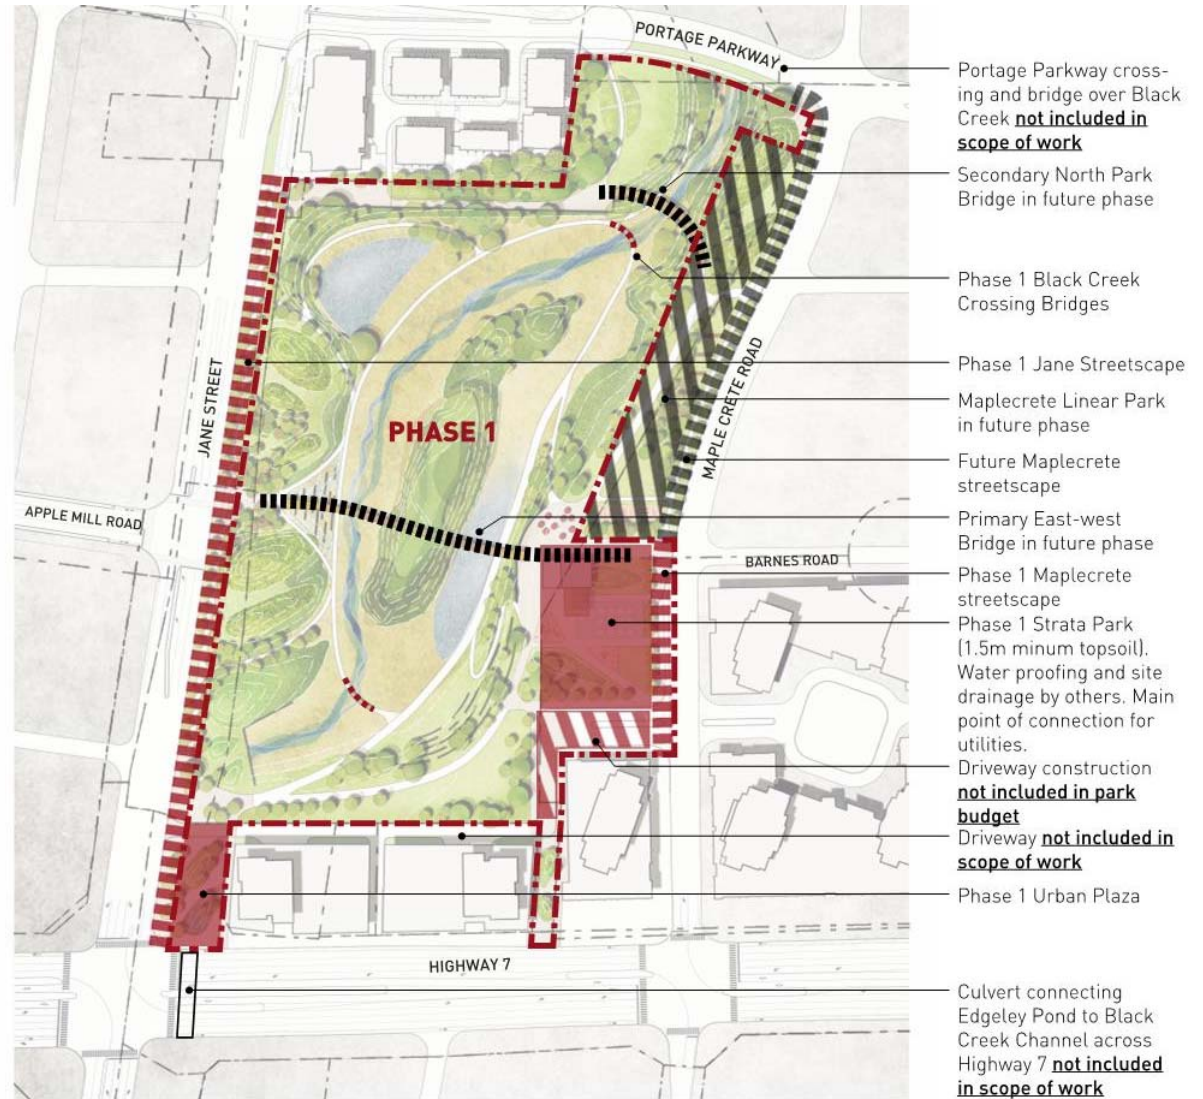 PORTAGE PARKWAY
JANE STREET
PHASE 1
MAPLE CRETE ROAD
APPLE MILL ROAD
BARNES ROAD
HIGHWAY 7
Portage Parkway cross-
ing and bridge over Black
Creek not included in
scope of work
Secondary North Park
Bridge in future phase
Phase 1 Black Creek
Crossing Bridges
Phase 1 Jane Streetscape
Maplecrete Linear Park
in future phase
Future Maplecrete
streetscape
Primary East-west
Bridge in future phase
Phase 1 Maplecrete
streetscape
Phase 1 Strata Park
(1.5m minum topsoil).
Water proofing and site
drainage by others. Main
point of connection for
utilities.
Driveway construction
not included in park
budget
Driveway not included in
scope of work
Phase 1 Urban Plaza
Culvert connecting
Edgeley Pond to Black
Creek Channel across
Highway 7 not included
in scope of work